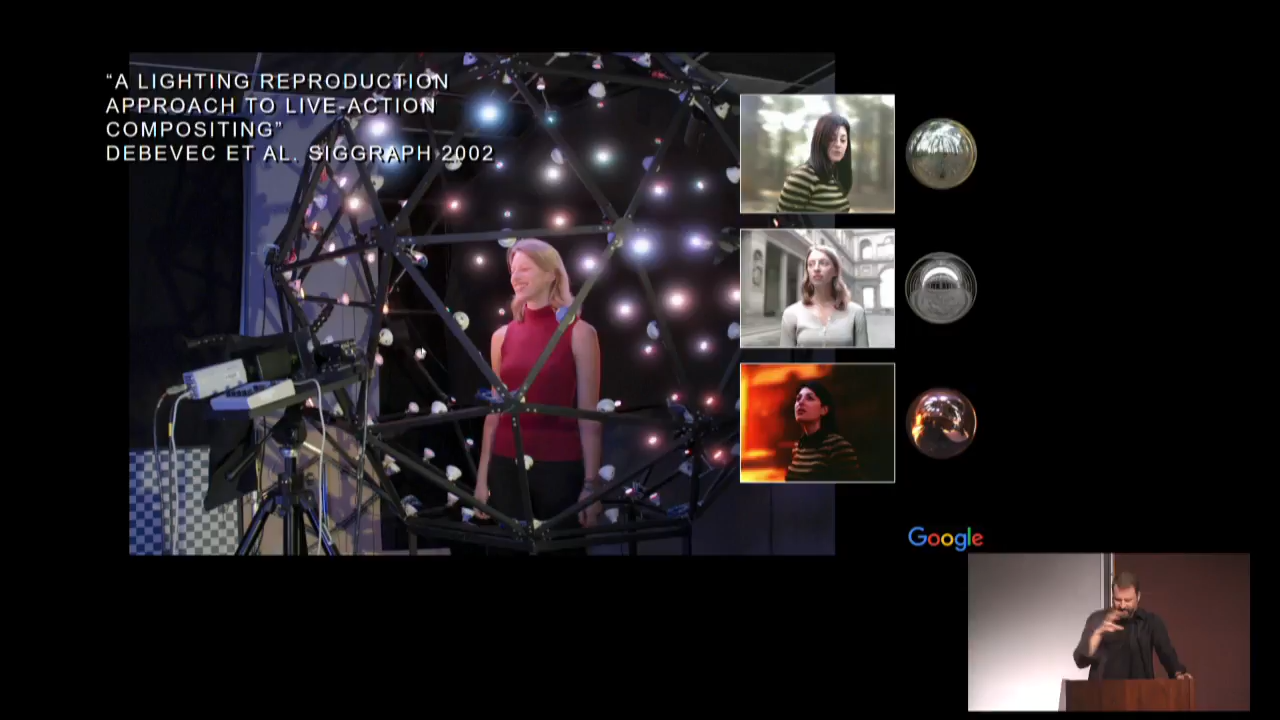 “A LIGHTING REPRODUCTION
APPROACH TO LIVE-ACTION
COMPOSITING”
DEBEVEC ET AL. SIGGRAPH 2002
Google